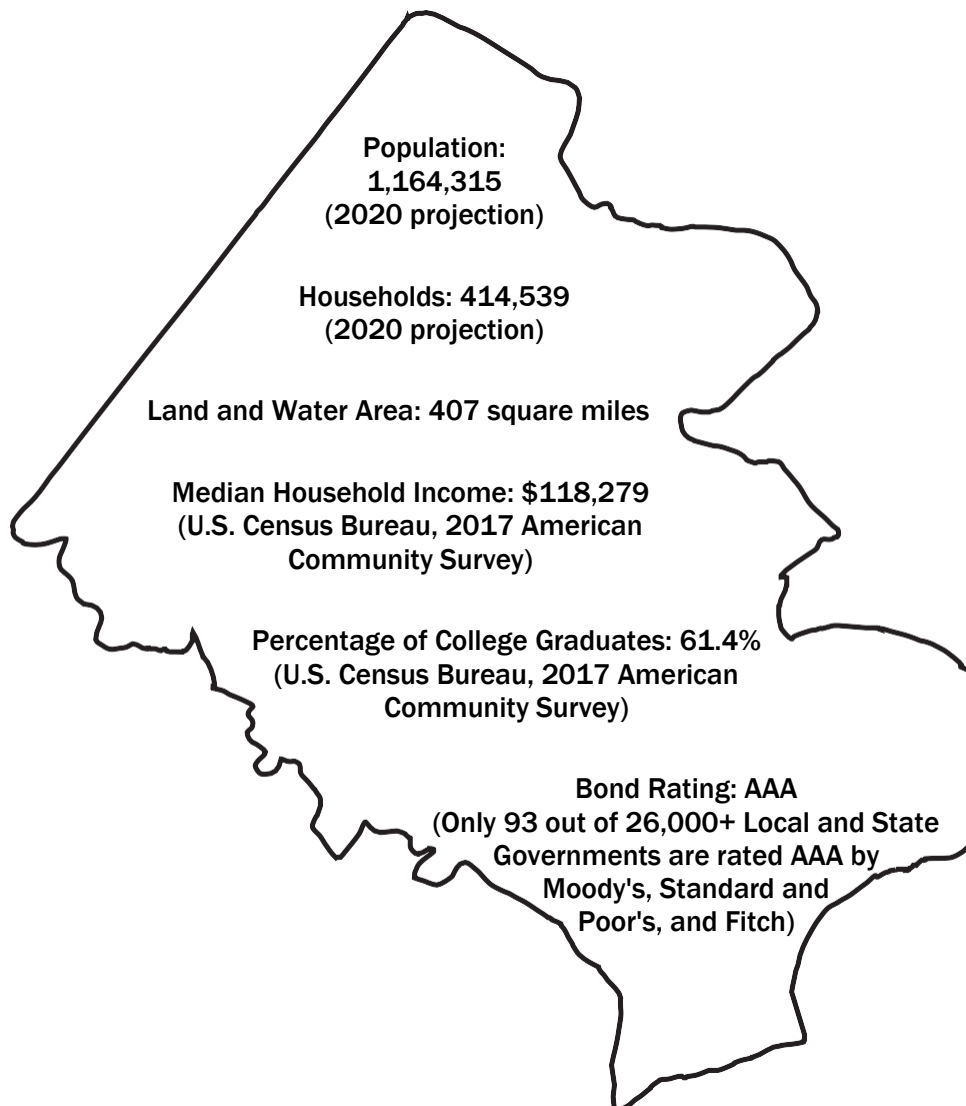 Population:
1,164,315
(2020 projection)
Households: 414,539
(2020 projection)
Land and Water Area: 407 square miles
Median Household Income: $118,279
(U.S. Census Bureau, 2017 American
Community Survey)
Percentage of College Graduates: 61.4%
(U.S. Census Bureau, 2017 American
Community Survey)
Bond Rating: AAA
(Only 93 out of 26,000+ Local and State
Governments are rated AAA by
Moody's, Standard and
Poor's, and Fitch)